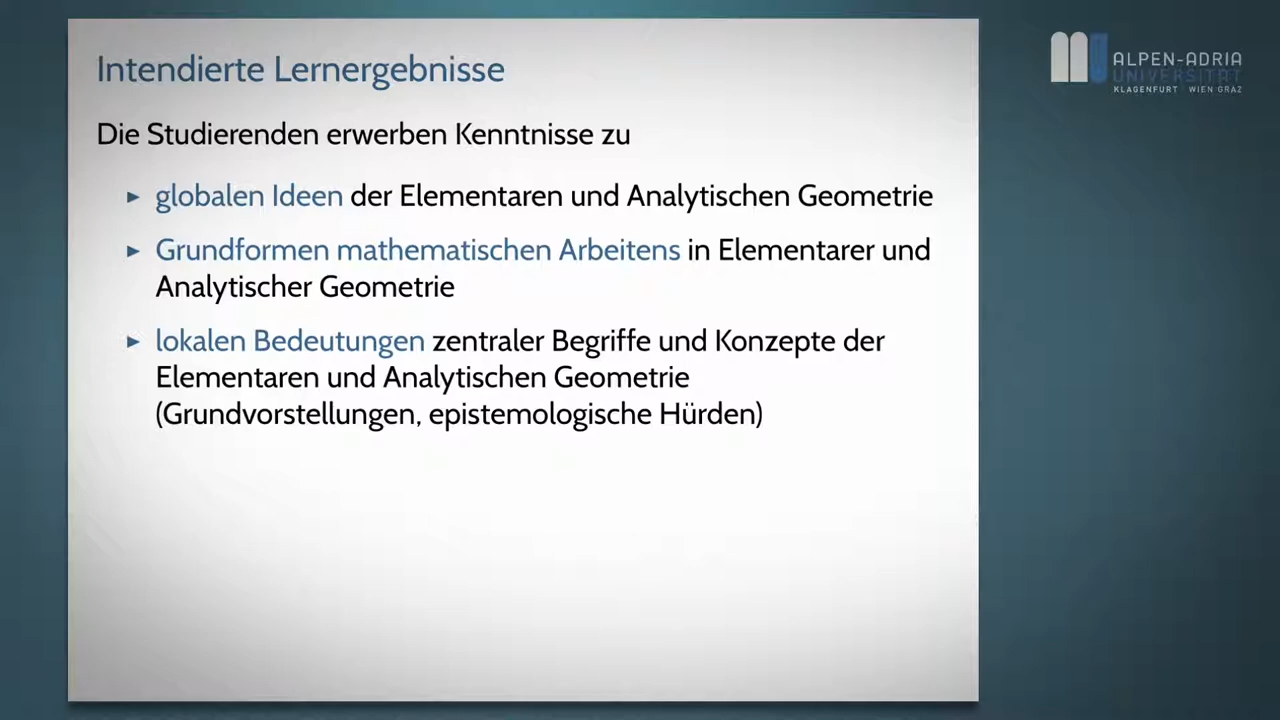 Intendierte Lernergebnisse
Die Studierenden erwerben Kenntnisse zu
► globalen Ideen der Elementaren und Analytischen Geometrie
► Grundformen mathematischen Arbeitens in Elementarer und
Analytischer Geometrie
► lokalen Bedeutungen zentraler Begriffe und Konzepte der
Elementaren und Analytischen Geometrie
(Grundvorstellungen, epistemologische Hürden)
ALPEN-ADRIA
UNIVERSITÄT
KLAGENFURT | WIEN GRAZ